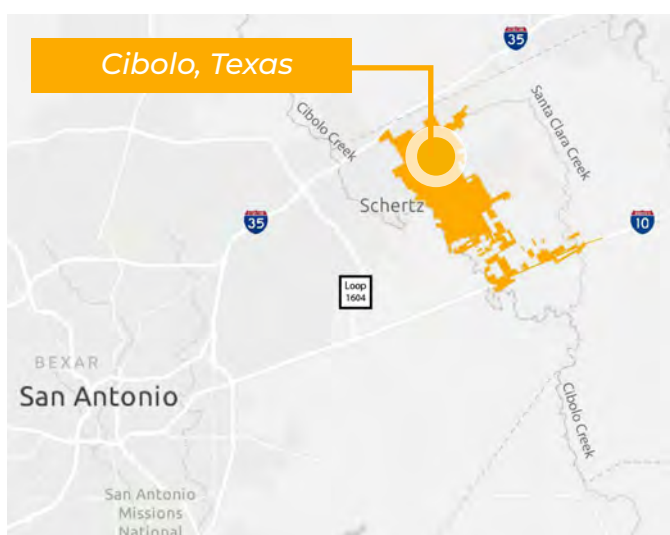 35
Cibolo, Texas
Cibolo Creek
Santa Clara Creek
Schertz
35
10
Loop
1604
BEXAR
San Antonio
Cibolo Creek
San Antonio
Missions
National